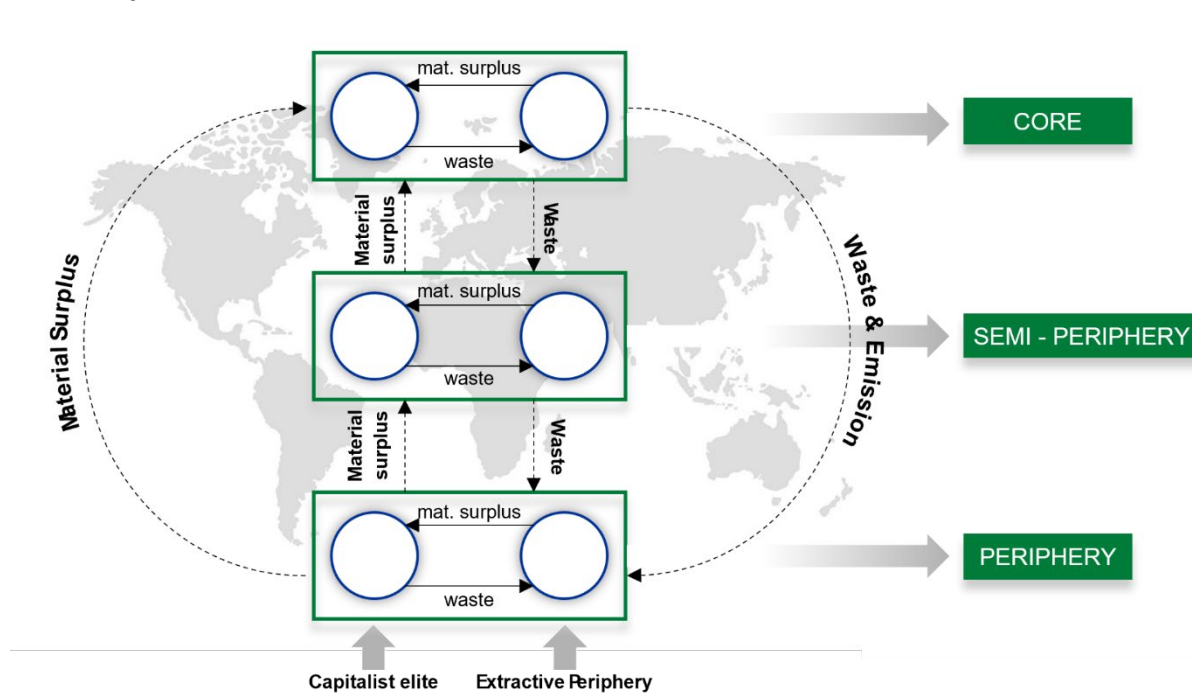 mat. surplus
waste
CORE
Material
surplus
Waste
Material Surplus
Waste & Emission
mat. surplus
waste
SEMI - PERIPHERY
Material
surplus
Waste
mat. surplus
waste
PERIPHERY
Capitalist elite
Extractive Periphery